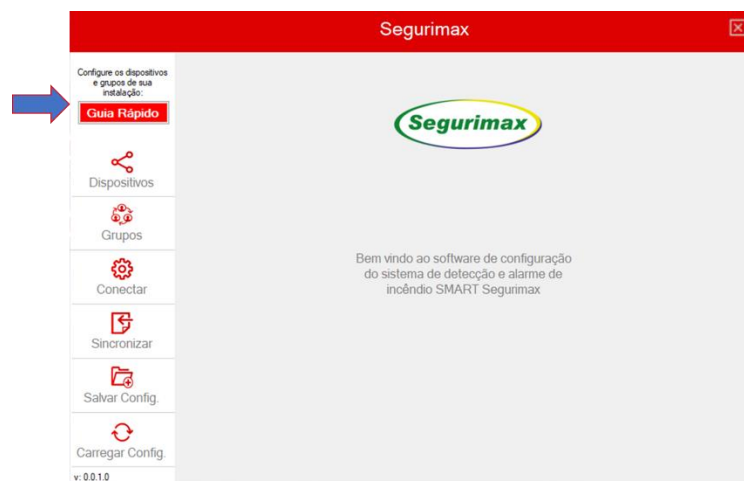 Segurimax
Configure os dispositivos
e grupos de sua
instalação:
Guia Rápido
Dispositivos
Grupos
Conectar
Sincronizar
Salvar Config.
Carregar Config.
v: 0.0.1.0
Segurimax
Bem vindo ao software de configuração
do sistema de detecção e alarme de
incêndio SMART Segurimax